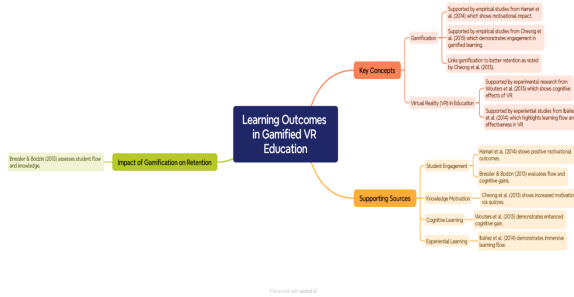 Supported by empirical studies from Hamari et
al. (2014) which shows motivational impact.
Supported by empirical studies from Cheong et
al. (2013) which demonstrates engagement in
gamified learning.
Links gamification to better retention as noted
by Cheong et al. (2013).
Gamification
Key Concepts
Supported by experimental research from
Wouters et al. (2013) which shows cognitive
effects of VR.
Virtual Reality (VR) in Education
Supported by experiential studies from Ibáñez
et al. (2014) which highlights learning flow and
effectiveness in VR.
Learning Outcomes
in Gamified VR
Education
Bressler & Bodzin (2013) assesses student flow
and knowledge.
Impact of Gamification on Retention
Hamari et al. (2014) shows positive motivational
outcomes.
Student Engagement
Bressler & Bodzin (2013) evaluates flow and
cognitive gains.
Supporting Sources
Knowledge Motivation
Cheong et al. (2013) shows increased motivation
via quizzes.
Cognitive Learning
Wouters et al. (2013) demonstrates enhanced
cognitive gain.
Experiential Learning
Ibáñez et al. (2014) demonstrates immersive
learning flow.
Presented with